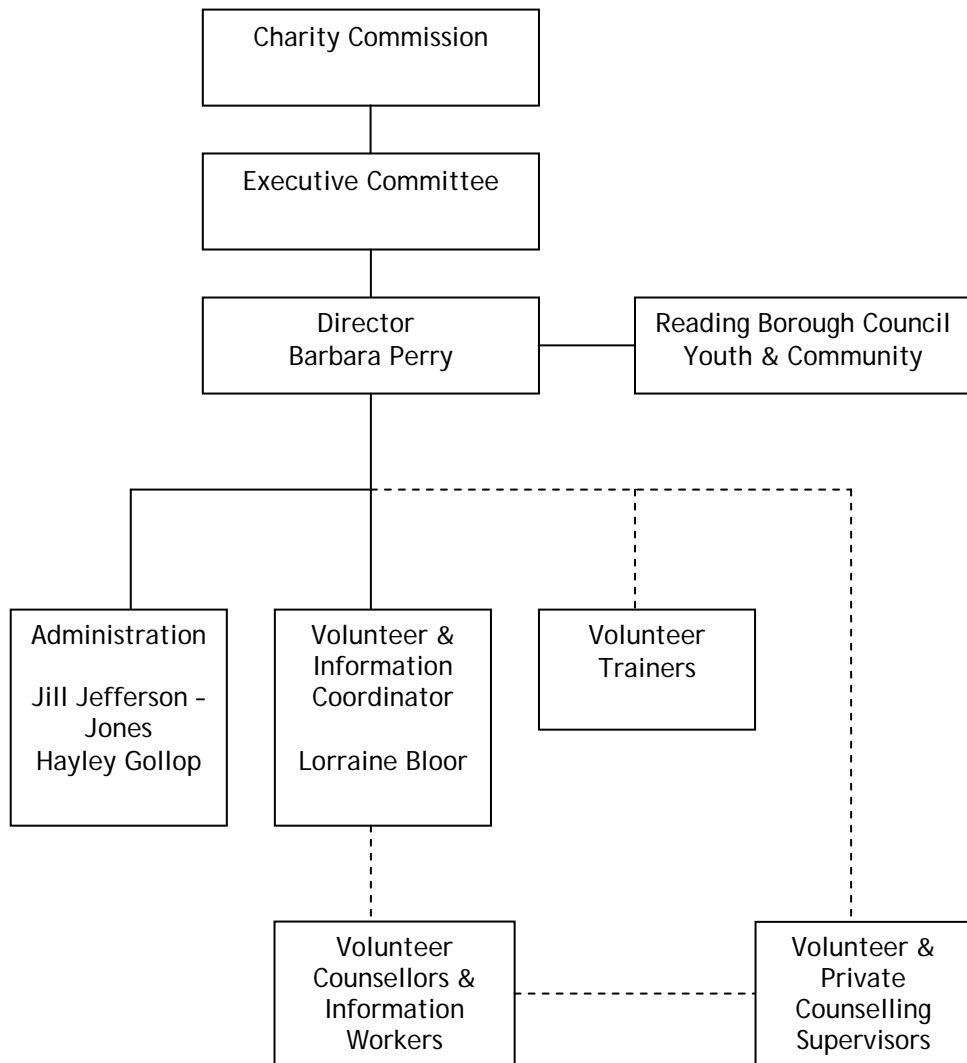 Charity Commission
Executive Committee
Director
Barbara Perry
Reading Borough Council
Youth & Community
Administration
Jill Jefferson –
Jones
Hayley Gollop
Volunteer &
Information
Coordinator
Lorraine Bloor
Volunteer
Trainers
Volunteer
Counsellors &
Information
Workers
Volunteer &
Private
Counselling
Supervisors